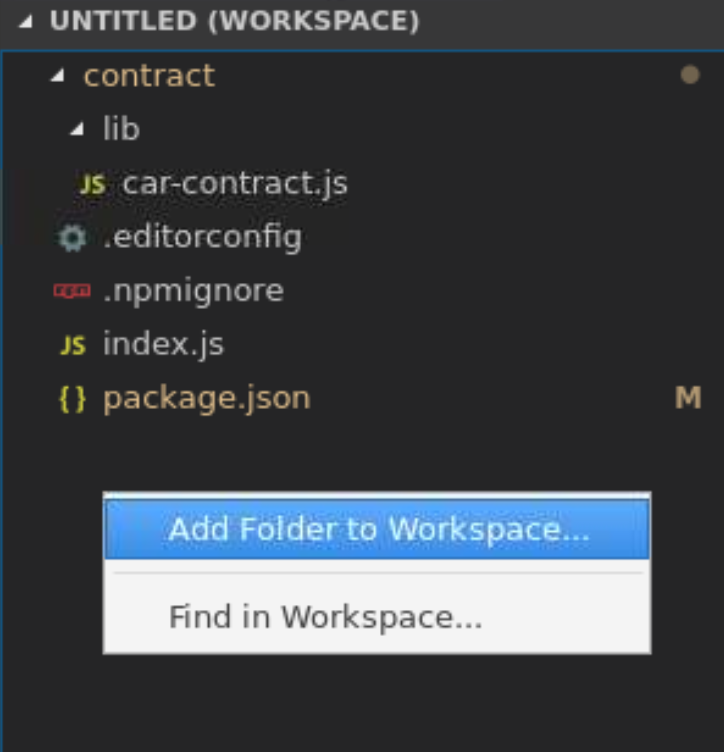 UNTITLED (WORKSPACE)
contract
lib
JS car-contract.js
.editorconfig
.npmignore
JS index.js
{} package.json M
Add Folder to Workspace...
Find in Workspace...